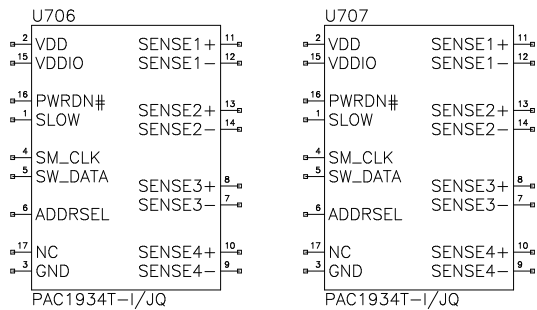 U706
2 VDD SENSE1+ 11
15 VDDIO SENSE1- 12
16 PWRDN# SENSE2+ 13
1 SLOW SENSE2- 14
4 SM_CLK
5 SW_DATA SENSE3+ 8
SENSE3- 7
6 ADDRSEL
17 NC SENSE4+ 10
3 GND SENSE4- 9
PAC1934T-I/JQ
U707
2 VDD SENSE1+ 11
15 VDDIO SENSE1- 12
16 PWRDN# SENSE2+ 13
1 SLOW SENSE2- 14
4 SM_CLK
5 SW_DATA SENSE3+ 8
SENSE3- 7
6 ADDRSEL
17 NC SENSE4+ 10
3 GND SENSE4- 9
PAC1934T-I/JQ